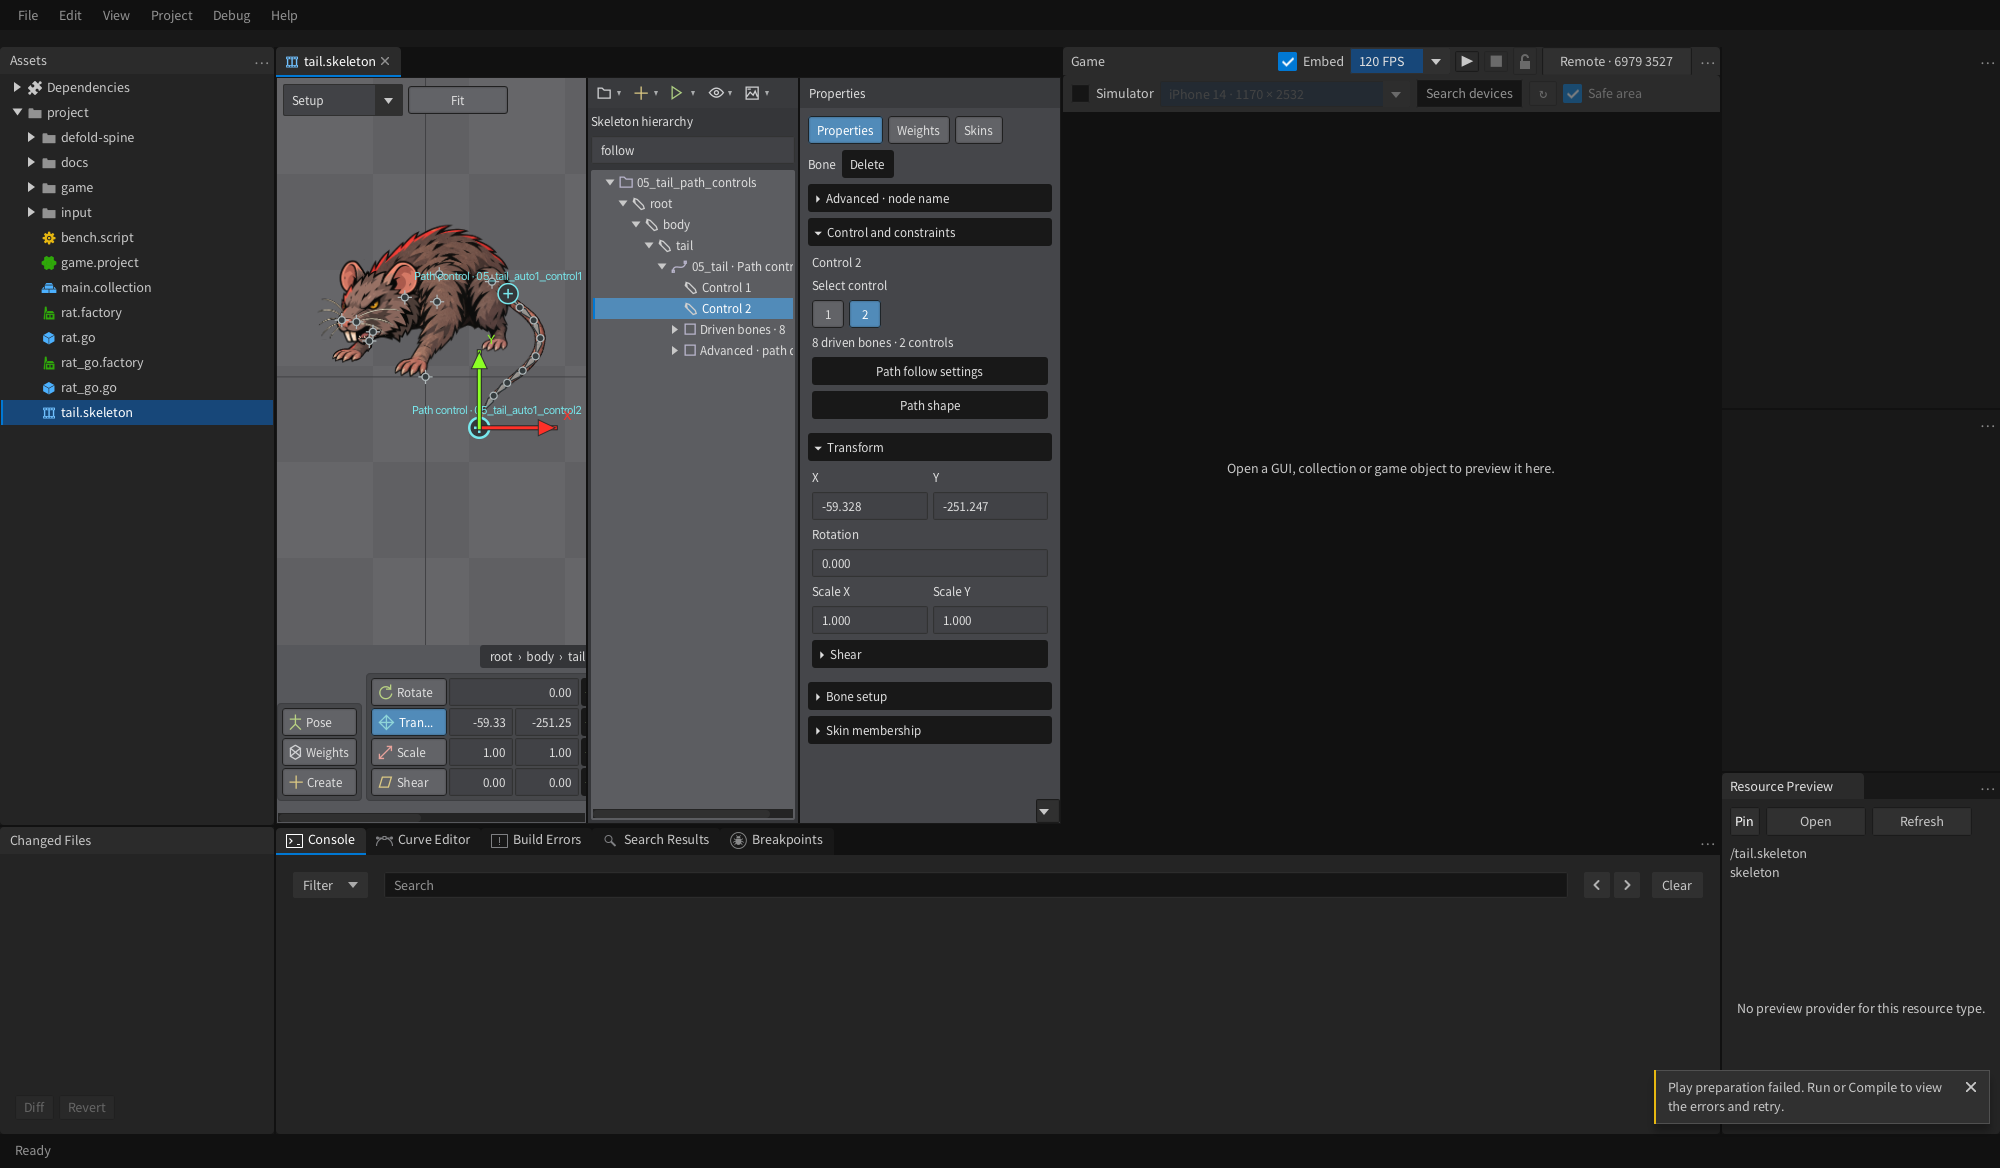 File Edit View Project Debug Help
Assets
Dependencies
project
defold-spine
docs
game
input
bench.script
game.project
main.collection
rat.factory
rat.go
rat_go.factory
rat_go.go
tail.skeleton
Changed Files
Diff Revert
Ready
tail.skeleton
Setup Fit
Path control · 05_tail_auto1_control1
Y
Path control · 05_tail_auto1_control2
X
root › body › tail
Pose
Weights
Create
Rotate 0.00
Tran... -59.33 -251.25
Scale 1.00 1.00
Shear 0.00 0.00
Skeleton hierarchy
follow
05_tail_path_controls
root
body
tail
05_tail · Path contr
Control 1
Control 2
Driven bones · 8
Advanced · path c
Properties
Properties Weights Skins
Bone Delete
Advanced · node name
Control and constraints
Control 2
Select control
1 2
8 driven bones · 2 controls
Path follow settings
Path shape
Transform
X Y
-59.328 -251.247
Rotation
0.000
Scale X Scale Y
1.000 1.000
Shear
Bone setup
Skin membership
Game Embed 120 FPS Remote · 6979 3527
Simulator iPhone 14 · 1170 × 2532 Search devices Safe area
Open a GUI, collection or game object to preview it here.
Console Curve Editor Build Errors Search Results Breakpoints
Filter Search Clear
Resource Preview
Pin Open Refresh
/tail.skeleton
skeleton
No preview provider for this resource type.
Play preparation failed. Run or Compile to view
the errors and retry.